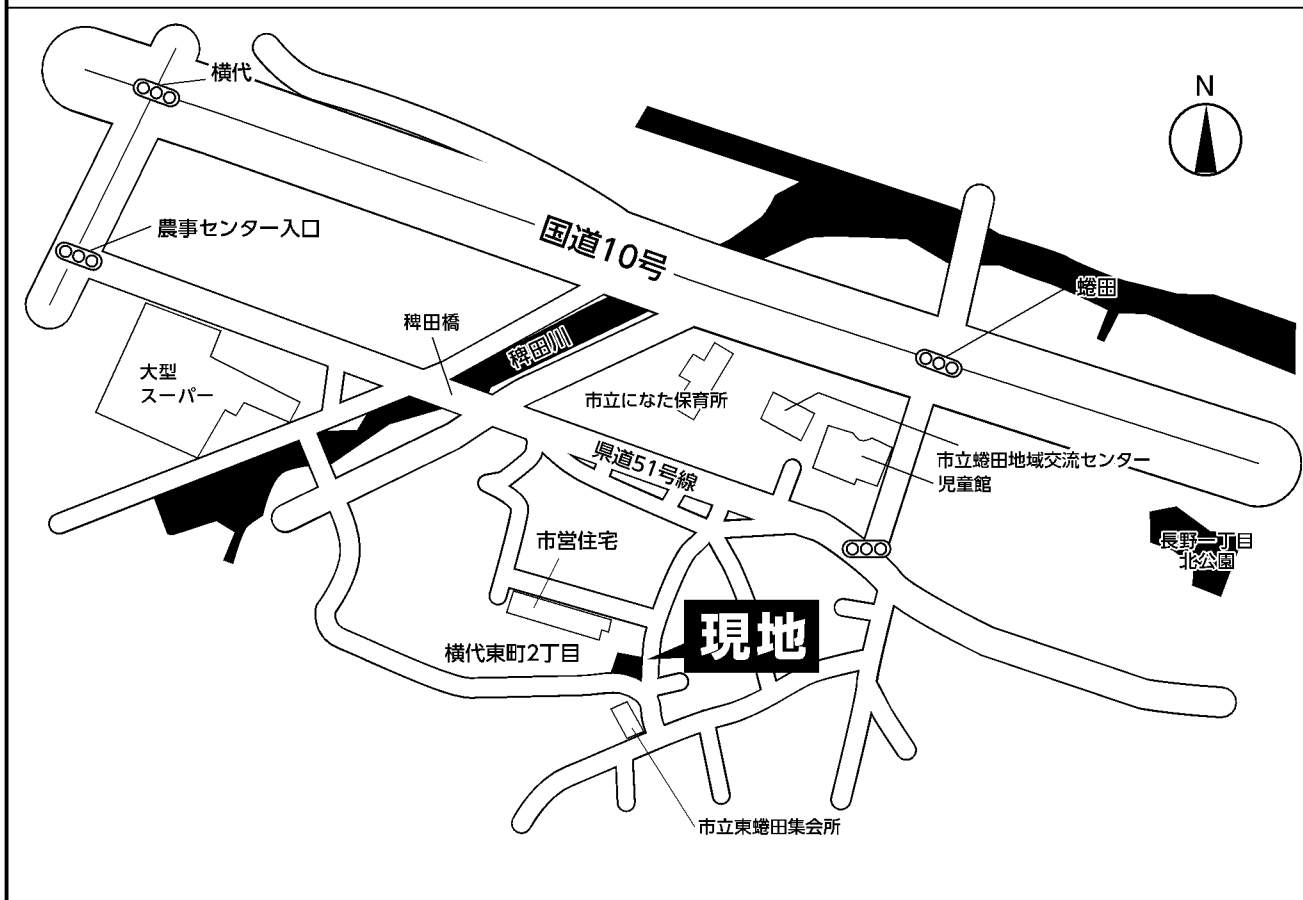 横代
N
農事センター入口
国道10号
蜷田
稗田橋
稗田川
大型
スーパー
市立になた保育所
県道51号線
市立蜷田地域交流センター
児童館
市営住宅
長野一丁目
北公園
現地
横代東町2丁目
市立東蜷田集会所